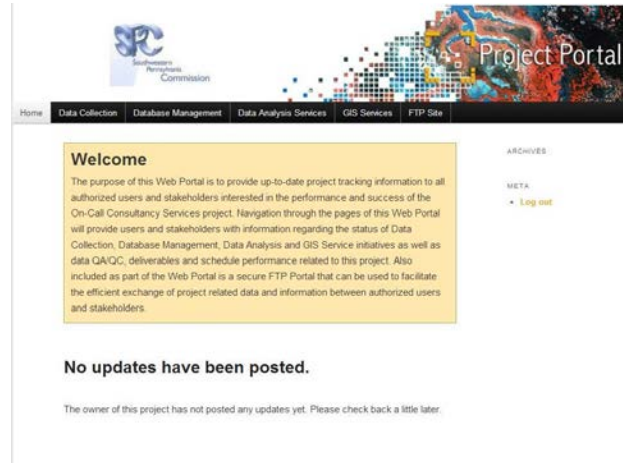 SPC
Southwestern
Pennsylvania
Commission
Project Portal
Home Data Collection Database Management Data Analysis Services GIS Services FTP Site
Welcome
The purpose of this Web Portal is to provide up-to-date project tracking information to all
authorized users and stakeholders interested in the performance and success of the
On-Call Consultancy Services project. Navigation through the pages of this Web Portal
will provide users and stakeholders with information regarding the status of Data
Collection, Database Management, Data Analysis and GIS Service initiatives as well as
data QA/QC, deliverables and schedule performance related to this project. Also
included as part of the Web Portal is a secure FTP Portal that can be used to facilitate
the efficient exchange of project related data and information between authorized users
and stakeholders.
ARCHIVES
META
Log out
No updates have been posted.
The owner of this project has not posted any updates yet. Please check back a little later.